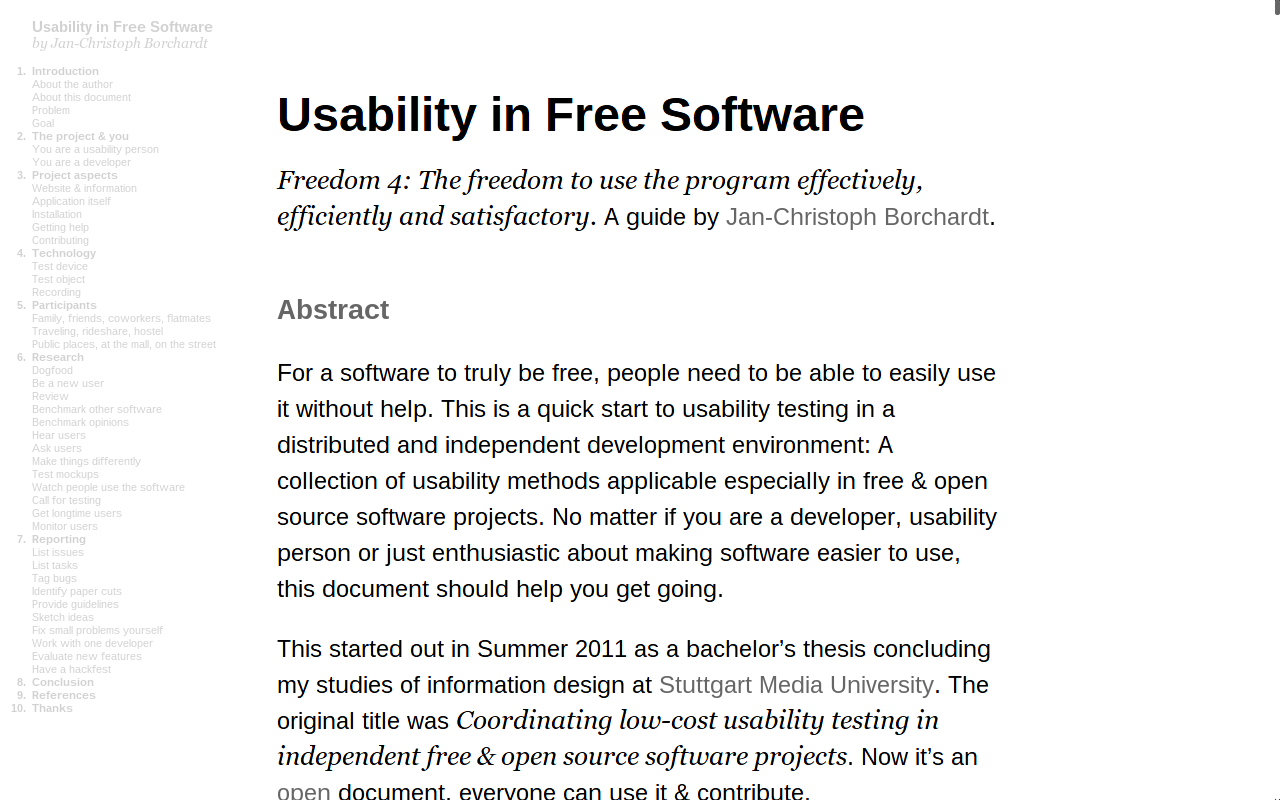 Usability in Free Software
by Jan-Christoph Borchardt
1. Introduction
About the author
About this document
Problem
Goal
2. The project & you
You are a usability person
You are a developer
3. Project aspects
Website & information
Application itself
Installation
Getting help
Contributing
4. Technology
Test device
Test object
Recording
5. Participants
Family, friends, coworkers, flatmates
Traveling, rideshare, hostel
Public places, at the mall, on the street
6. Research
Dogfood
Be a new user
Review
Benchmark other software
Benchmark opinions
Hear users
Ask users
Make things differently
Test mockups
Watch people use the software
Call for testing
Get longtime users
Monitor users
7. Reporting
List issues
List tasks
Tag bugs
Identify paper cuts
Provide guidelines
Sketch ideas
Fix small problems yourself
Work with one developer
Evaluate new features
Have a hackfest
8. Conclusion
9. References
10. Thanks
Usability in Free Software
Freedom 4: The freedom to use the program effectively,
efficiently and satisfactory. A guide by Jan-Christoph Borchardt.
Abstract
For a software to truly be free, people need to be able to easily use
it without help. This is a quick start to usability testing in a
distributed and independent development environment: A
collection of usability methods applicable especially in free & open
source software projects. No matter if you are a developer, usability
person or just enthusiastic about making software easier to use,
this document should help you get going.
This started out in Summer 2011 as a bachelor’s thesis concluding
my studies of information design at Stuttgart Media University. The
original title was Coordinating low-cost usability testing in
independent free & open source software projects. Now it’s an
open document, everyone can use it & contribute.